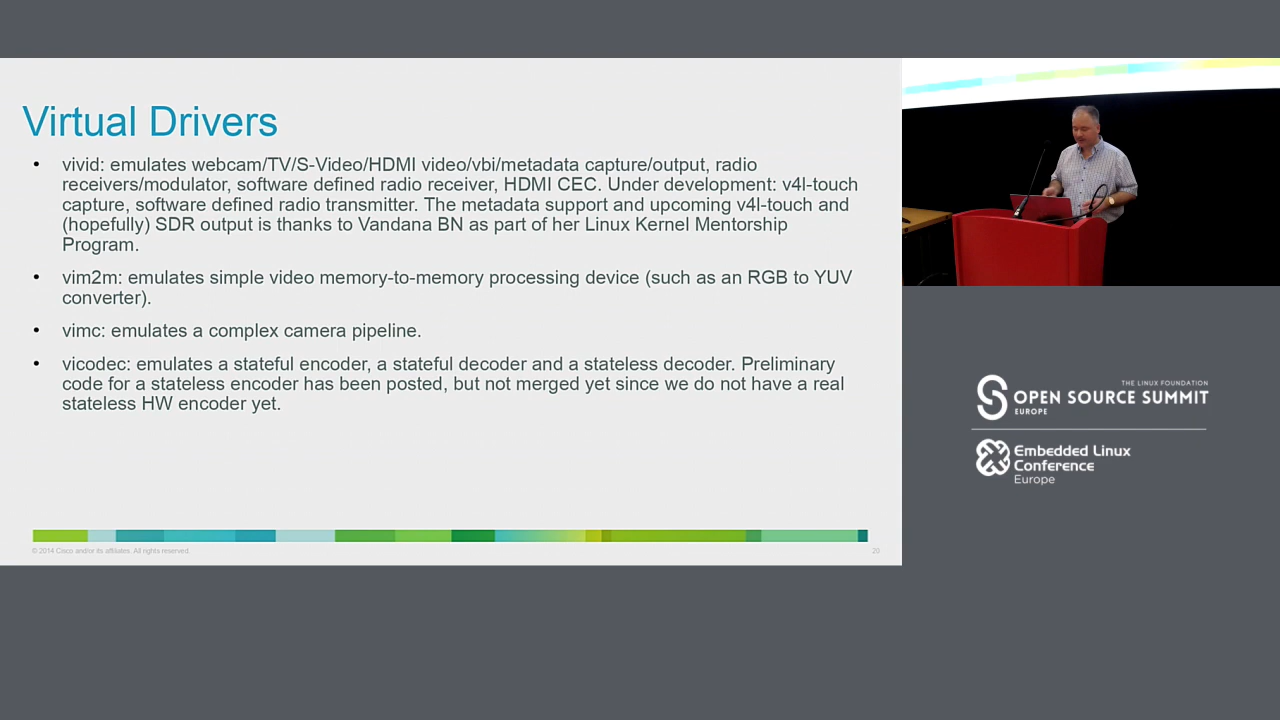 Virtual Drivers
• vivid: emulates webcam/TV/S-Video/HDMI video/vbi/metadata capture/output, radio
receivers/modulator, software defined radio receiver, HDMI CEC. Under development: v4l-touch
capture, software defined radio transmitter. The metadata support and upcoming v4l-touch and
(hopefully) SDR output is thanks to Vandana BN as part of her Linux Kernel Mentorship
Program.
• vim2m: emulates simple video memory-to-memory processing device (such as an RGB to YUV
converter).
• vimc: emulates a complex camera pipeline.
• vicodec: emulates a stateful encoder, a stateful decoder and a stateless decoder. Preliminary
code for a stateless encoder has been posted, but not merged yet since we do not have a real
stateless HW encoder yet.
© 2014 Cisco and/or its affiliates. All rights reserved.
20
THE LINUX FOUNDATION
OPEN SOURCE SUMMIT
EUROPE
Embedded Linux
Conference
Europe